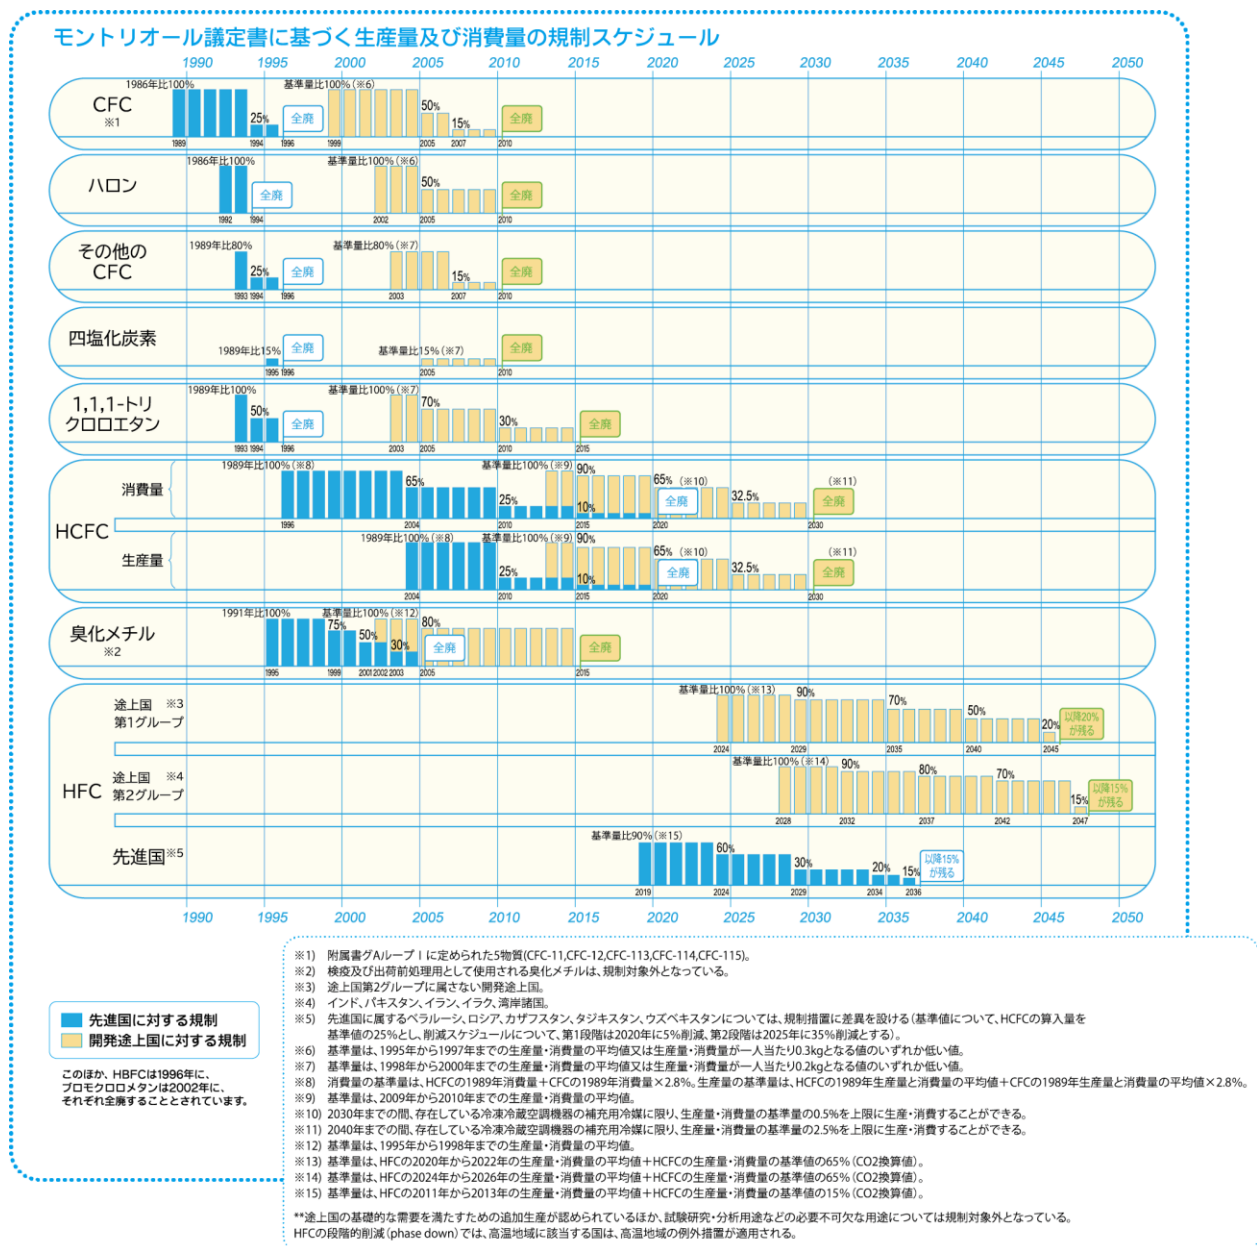 モントリオール議定書に基づく生産量及び消費量の規制スケジュール
1990 1995 2000 2005 2010 2015 2020 2025 2030 2035 2040 2045 2050
CFC
※1
1986年比100%
25%
全廃
1989 1994 1996
基準量比100%(※6)
50%
15%
全廃
1999 2005 2007 2010
ハロン
1986年比100%
全廃
1992 1994
基準量比100%(※6)
50%
全廃
2002 2005 2010
その他の
CFC
1989年比80%
25%
全廃
1993 1994 1996
基準量比80%(※7)
15%
全廃
2003 2007 2010
四塩化炭素
1989年比15%
全廃
1995 1996
基準量比15%(※7)
全廃
2005 2010
1,1,1-トリ
クロロエタン
1989年比100%
50%
全廃
1993 1994 1996
基準量比100%(※7)
70%
30%
全廃
2003 2005 2010 2015
HCFC
消費量
1989年比100%(※8)
65%
25%
10%
全廃
基準量比100%(※9)
90%
65% (※10)
32.5%
(※11)
全廃
1996 2004 2010 2015 2020 2030
生産量
1989年比100%(※8)
25%
10%
全廃
基準量比100%(※9)
90%
65% (※10)
32.5%
(※11)
全廃
2004 2010 2015 2020 2030
臭化メチル
※2
1991年比100%
75%
50%
30%
全廃
基準量比100%(※12)
80%
全廃
1995 1999 2001 2002 2003 2005 2015
HFC
途上国 ※3
第1グループ
基準量比100%(※13)
90%
70%
50%
20%
以降20%
が残る
2024 2029 2035 2040 2045
途上国 ※4
第2グループ
基準量比100%(※14)
90%
80%
70%
15%
以降15%
が残る
2028 2032 2037 2042 2047
先進国※5
基準量比90%(※15)
60%
30%
20%
15%
以降15%
が残る
2019 2024 2029 2034 2036
1990 1995 2000 2005 2010 2015 2020 2025 2030 2035 2040 2045 2050
先進国に対する規制
開発途上国に対する規制
このほか、HBFCは1996年に、
ブロモクロロメタンは2002年に、
それぞれ全廃することとされています。
※1) 附属書グAループⅠに定められた5物質(CFC-11,CFC-12,CFC-113,CFC-114,CFC-115)。
※2) 検疫及び出荷前処理用として使用される臭化メチルは、規制対象外となっている。
※3) 途上国第2グループに属さない開発途上国。
※4) インド、パキスタン、イラン、イラク、湾岸諸国。
※5) 先進国に属するベラルーシ、ロシア、カザフスタン、タジキスタン、ウズベキスタンについては、規制措置に差異を設ける(基準値について、HCFCの算入量を
基準値の25%とし、削減スケジュールについて、第1段階は2020年に5%削減、第2段階は2025年に35%削減とする)。
※6) 基準量は、1995年から1997年までの生産量・消費量の平均値又は生産量・消費量が一人当たり0.3kgとなる値のいずれか低い値。
※7) 基準量は、1998年から2000年までの生産量・消費量の平均値又は生産量・消費量が一人当たり0.2kgとなる値のいずれか低い値。
※8) 消費量の基準量は、HCFCの1989年消費量+CFCの1989年消費量×2.8%。生産量の基準量は、HCFCの1989年生産量と消費量の平均値+CFCの1989年生産量と消費量の平均値×2.8%。
※9) 基準量は、2009年から2010年までの生産量・消費量の平均値。
※10) 2030年までの間、存在している冷凍冷蔵空調機器の補充用冷媒に限り、生産量・消費量の基準量の0.5%を上限に生産・消費することができる。
※11) 2040年までの間、存在している冷凍冷蔵空調機器の補充用冷媒に限り、生産量・消費量の基準量の2.5%を上限に生産・消費することができる。
※12) 基準量は、1995年から1998年までの生産量・消費量の平均値。
※13) 基準量は、HFCの2020年から2022年の生産量・消費量の平均値+HCFCの生産量・消費量の基準値の65%(CO2換算値)。
※14) 基準量は、HFCの2024年から2026年の生産量・消費量の平均値+HCFCの生産量・消費量の基準値の65%(CO2換算値)。
※15) 基準量は、HFCの2011年から2013年の生産量・消費量の平均値+HCFCの生産量・消費量の基準値の15%(CO2換算値)。
**途上国の基礎的な需要を満たすための追加生産が認められているほか、試験研究・分析用途などの必要不可欠な用途については規制対象外となっている。
HFCの段階的削減(phase down)では、高温地域に該当する国は、高温地域の例外措置が適用される。